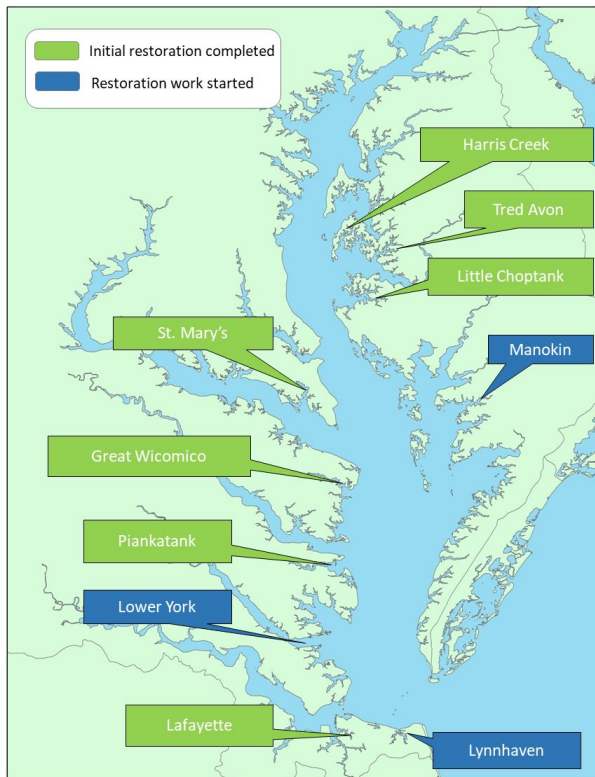 Initial restoration completed
Restoration work started
Harris Creek
Tred Avon
Little Choptank
St. Mary’s
Manokin
Great Wicomico
Piankatank
Lower York
Lafayette
Lynnhaven